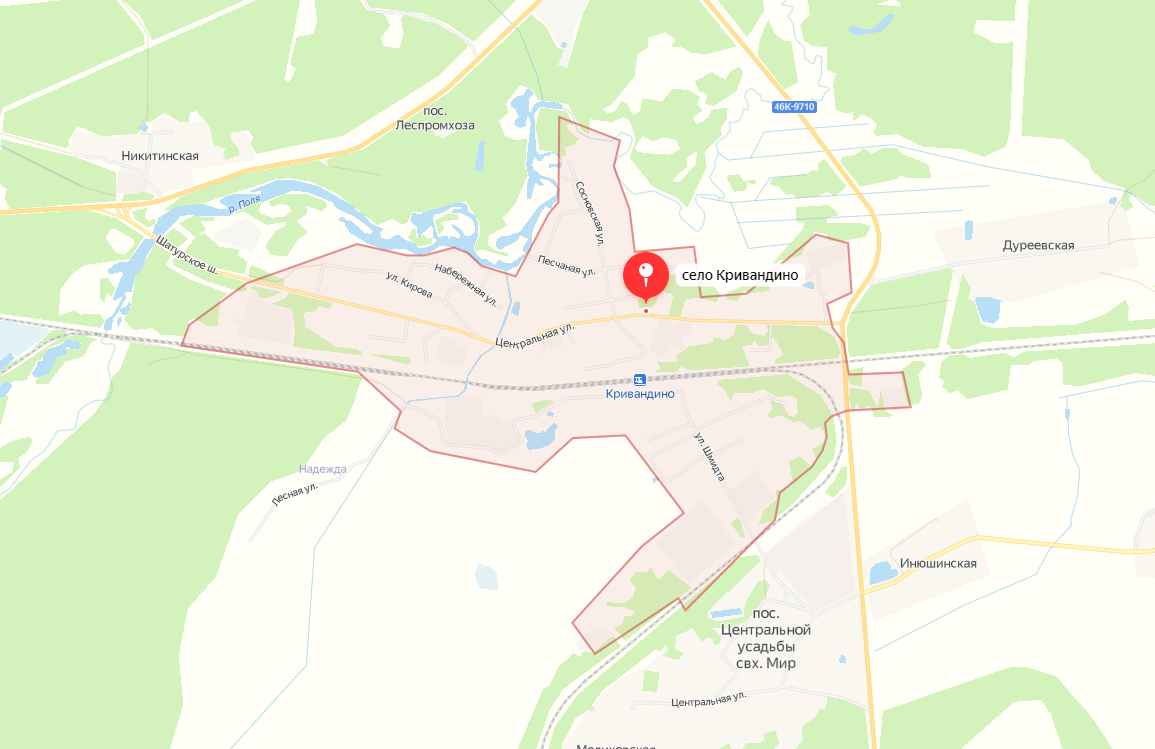 46К-9710
пос.
Леспромхоза
Никитинская
р. Поля
Сосновская ул.
Шатурское ш.
Дуреевская
Песчаная ул.
Набережная ул.
ул. Кирова
село Кривандино
Центральная ул.
Кривандино
ул. Шмидта
Надежда
Лесная ул.
Инюшинская
пос.
Центральной
усадьбы
свх. Мир
Центральная ул.